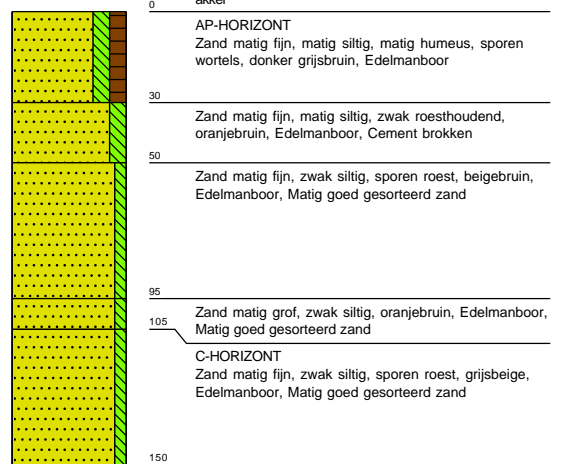 0
akker
AP-HORIZONT
Zand matig fijn, matig siltig, matig humeus, sporen
wortels, donker grijsbruin, Edelmanboor
30
Zand matig fijn, matig siltig, zwak roesthoudend,
oranjebruin, Edelmanboor, Cement brokken
50
Zand matig fijn, zwak siltig, sporen roest, beigebruin,
Edelmanboor, Matig goed gesorteerd zand
95
Zand matig grof, zwak siltig, oranjebruin, Edelmanboor,
Matig goed gesorteerd zand
105
C-HORIZONT
Zand matig fijn, zwak siltig, sporen roest, grijsbeige,
Edelmanboor, Matig goed gesorteerd zand
150